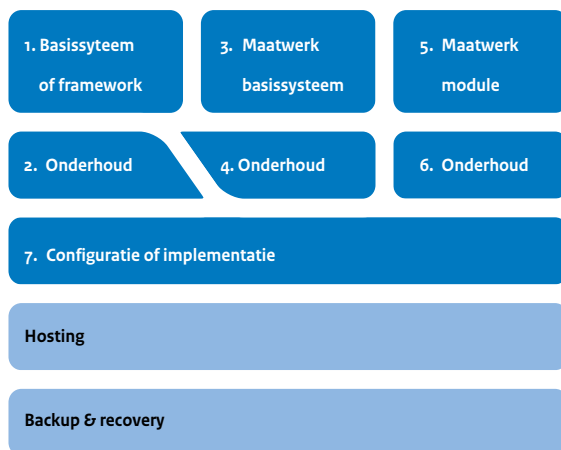 1. Basissyteem
of framework
3. Maatwerk
basissysteem
5. Maatwerk
module
2. Onderhoud
4. Onderhoud
6. Onderhoud
7. Configuratie of implementatie
Hosting
Backup & recovery